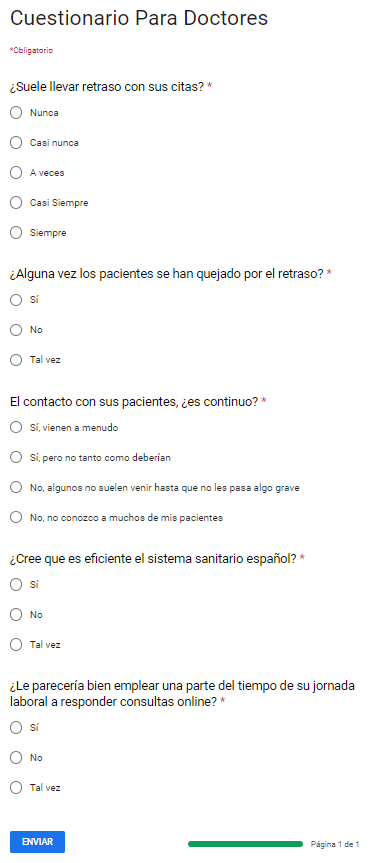 Cuestionario Para Doctores
*Obligatorio
¿Suele llevar retraso con sus citas? *
Nunca
Casi nunca
A veces
Casi Siempre
Siempre
¿Alguna vez los pacientes se han quejado por el retraso? *
Sí
No
Tal vez
El contacto con sus pacientes, ¿es continuo? *
Sí, vienen a menudo
Sí, pero no tanto como deberían
No, algunos no suelen venir hasta que no les pasa algo grave
No, no conozco a muchos de mis pacientes
¿Cree que es eficiente el sistema sanitario español? *
Sí
No
Tal vez
¿Le parecería bien emplear una parte del tiempo de su jornada
laboral a responder consultas online? *
Sí
No
Tal vez
ENVIAR
Página 1 de 1